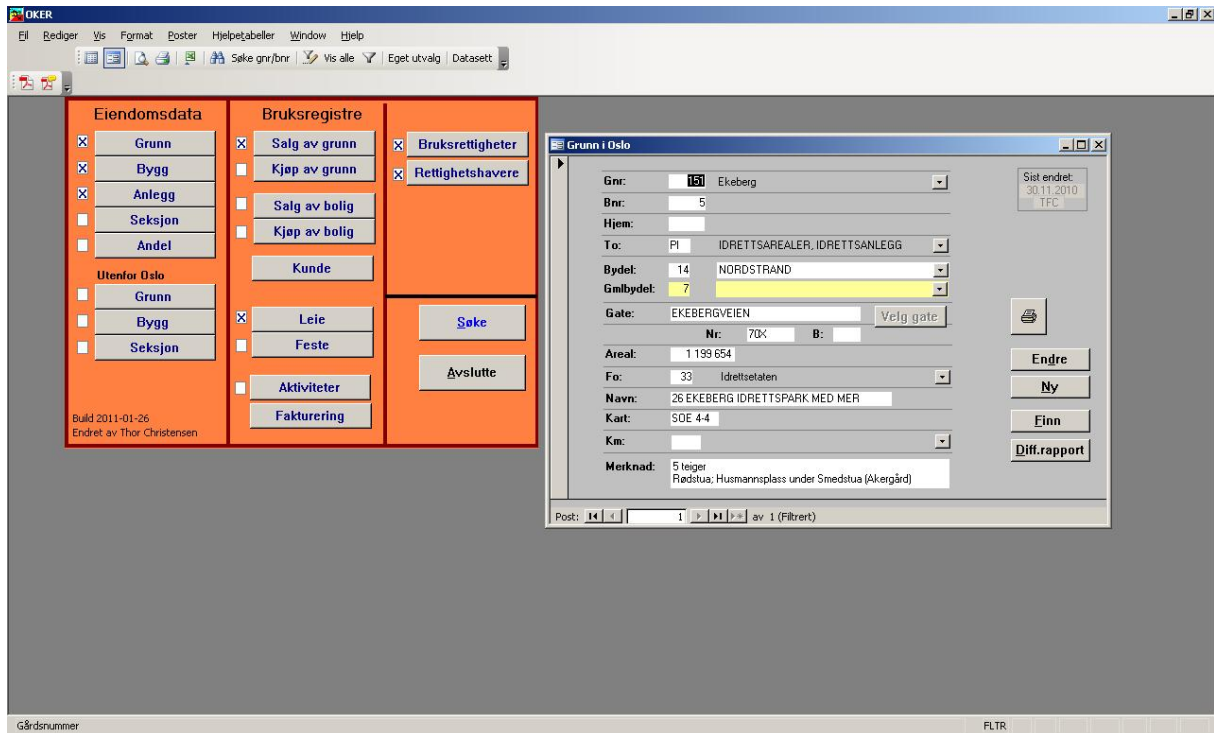 OKER
Fil Rediger Vis Format Poster Hjelpetabeller Window Hjelp
Søke gnr/bnr Vis alle Eget utvalg Datasett
Eiendomsdata
Grunn
Bygg
Anlegg
Seksjon
Andel
Utenfor Oslo
Grunn
Bygg
Seksjon
Build 2011-01-26
Endret av Thor Christensen
Bruksregistre
Salg av grunn
Kjøp av grunn
Salg av bolig
Kjøp av bolig
Kunde
Leie
Feste
Aktiviteter
Fakturering
Bruksrettigheter
Rettighetshavere
Søke
Avslutte
Grunn i Oslo
Gnr: 151 Ekeberg
Bnr: 5
Hjem:
To: PI IDRETTSAREALER, IDRETTSANLEGG
Bydel: 14 NORDSTRAND
Gmlbydel: 7
Gate: EKEBERGVEIEN Velg gate
Nr: 70X B:
Areal: 1 199 654
Fo: 33 Idrettsetaten
Navn: 26 EKEBERG IDRETTSPARK MED MER
Kart: SOE 4-4
Km:
Merknad: 5 teiger
Rødstua; Husmannsplass under Smedstua (Akergård)
Sist endret:
30.11.2010
TFC
Endre
Ny
Finn
Diff.rapport
Post: 1 av 1 (Filtrert)
Gårdsnummer FLTR